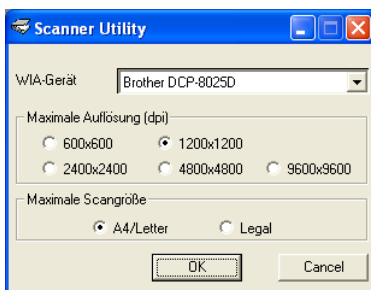 Scanner Utility
WIA-Gerät Brother DCP-8025D
Maximale Auflösung (dpi)
600x600 1200x1200
2400x2400 4800x4800 9600x9600
Maximale Scangröße
A4/Letter Legal
OK Cancel